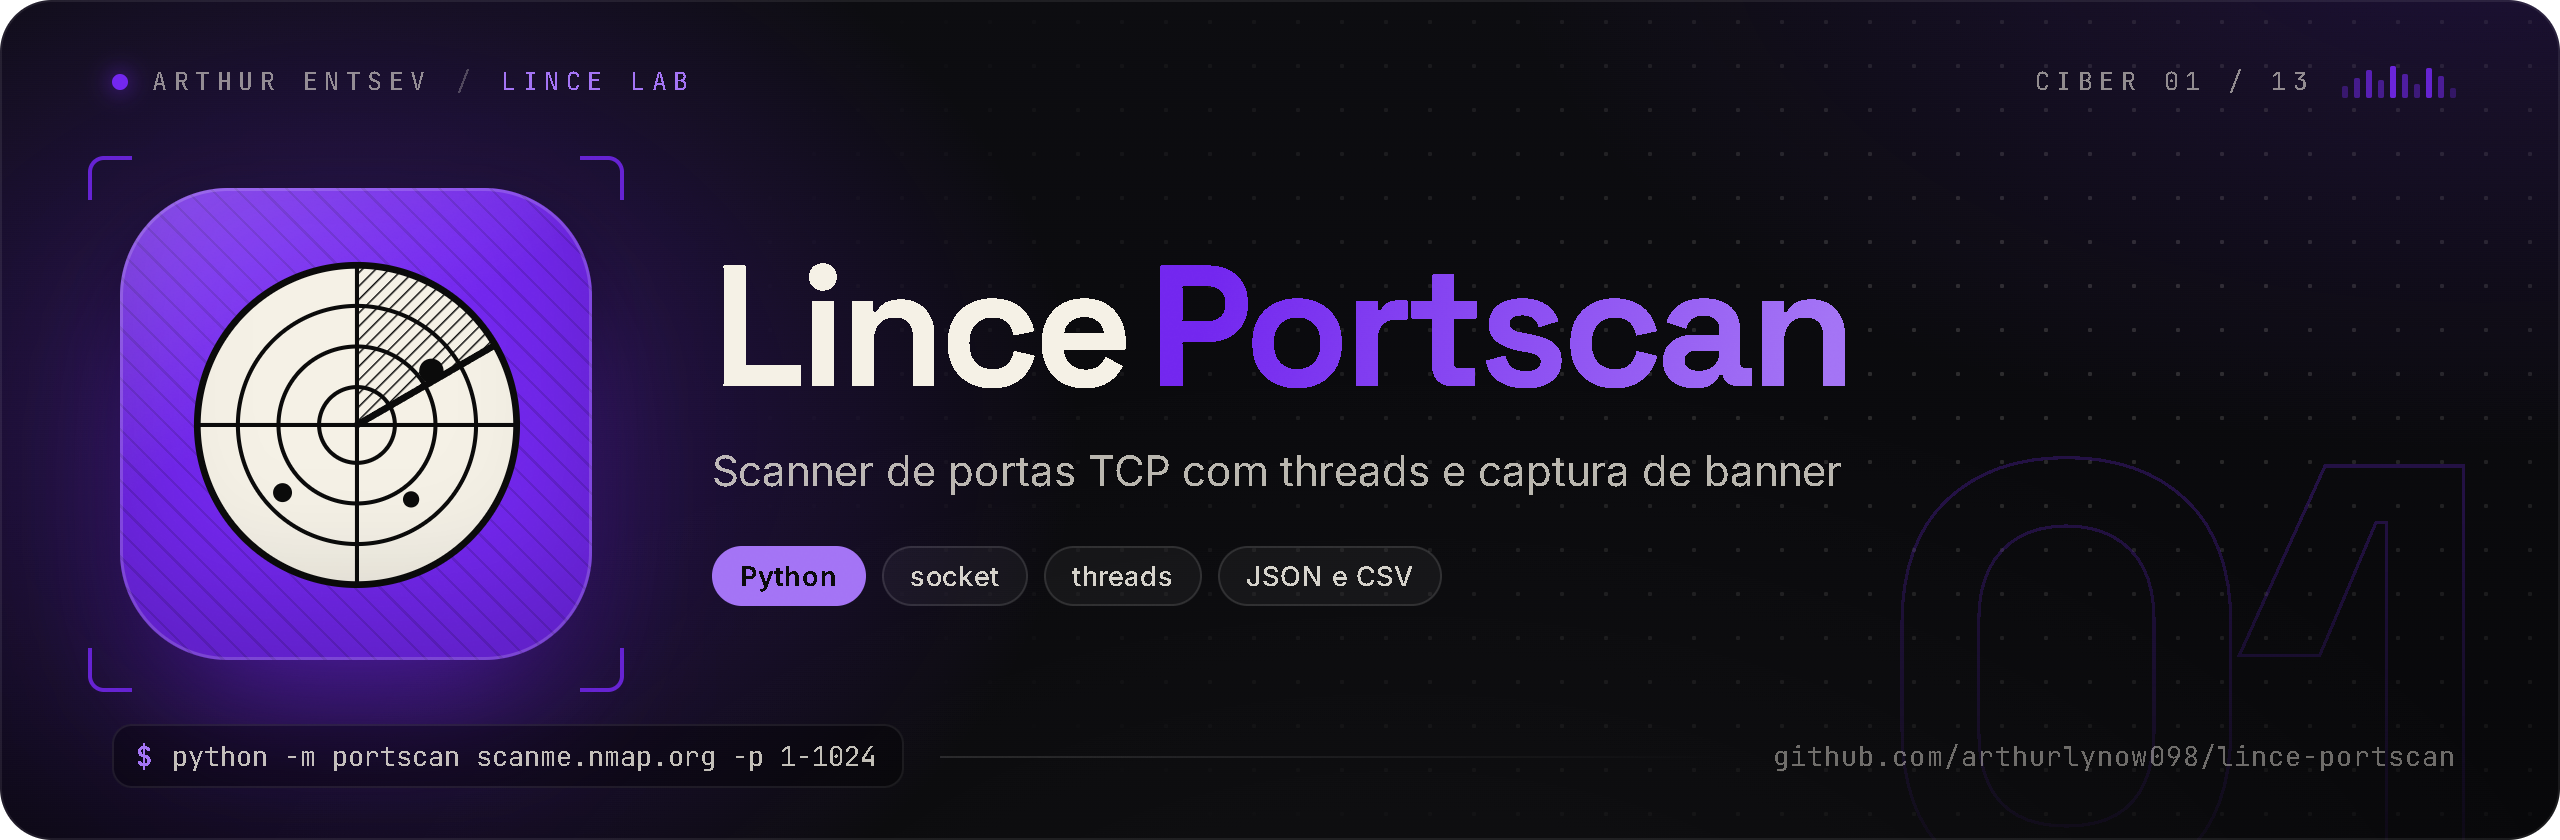 ARTHUR ENTSEV / LINCE LAB
CIBER 01 / 13
Lince Portscan
Scanner de portas TCP com threads e captura de banner
Python socket threads JSON e CSV
01
$ python -m portscan scanme.nmap.org -p 1-1024
github.com/arthurlynow098/lince-portscan